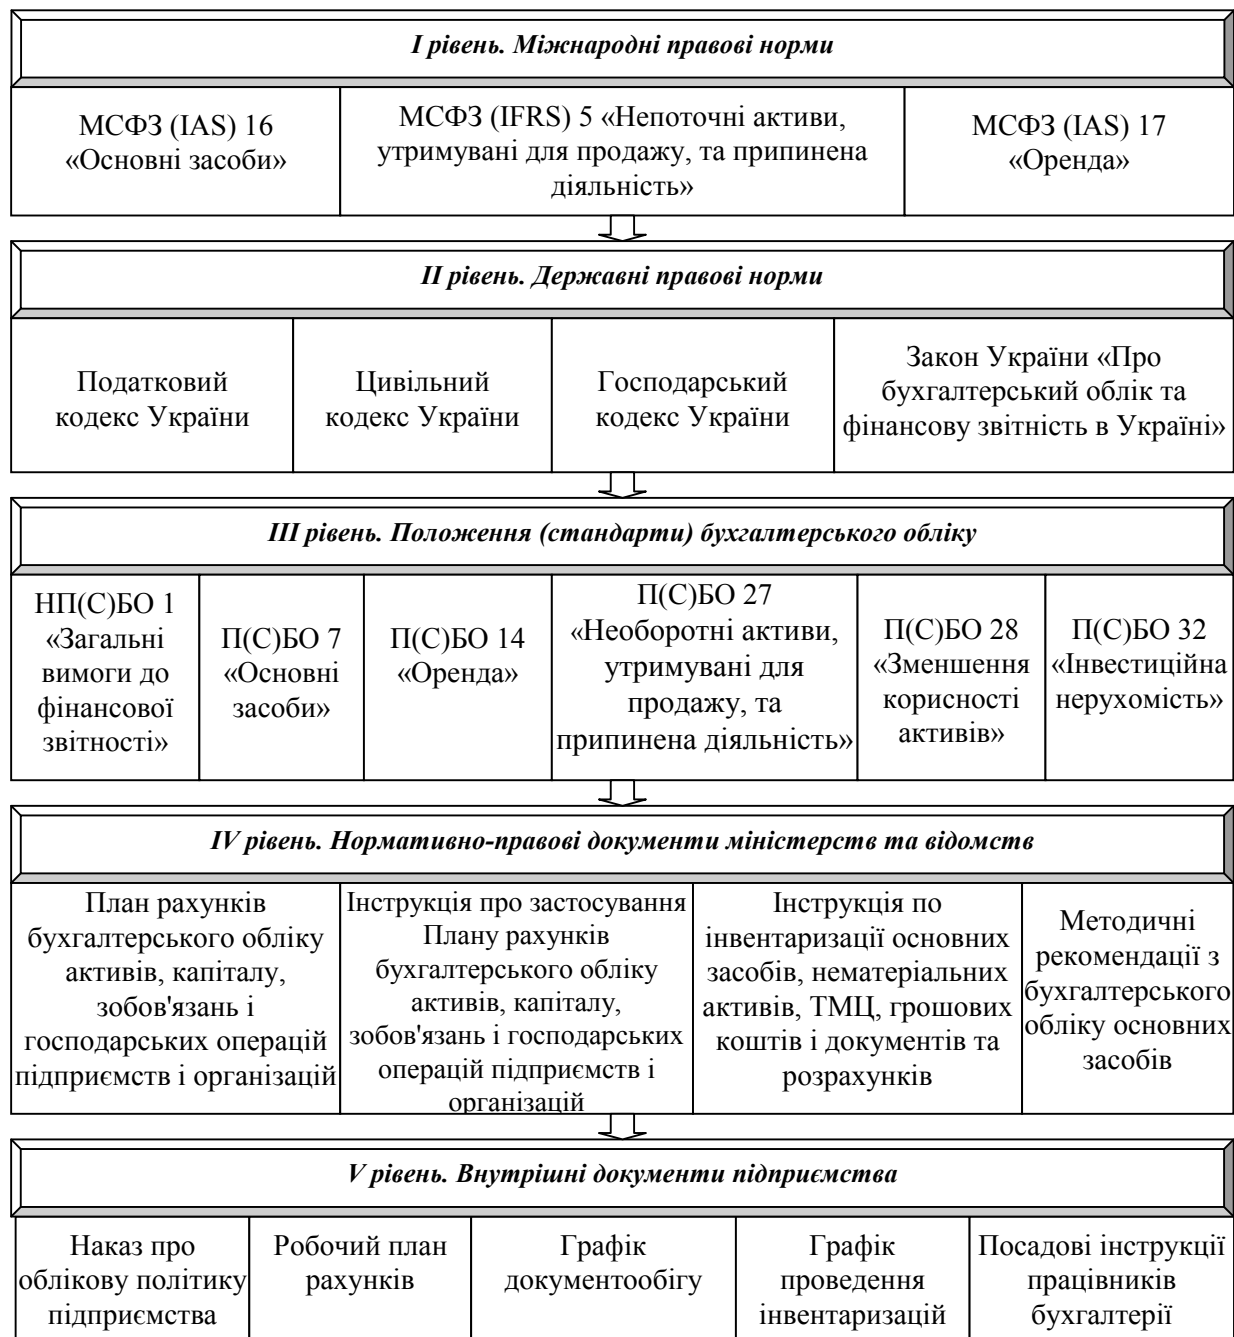 I рівень. Міжнародні правові норми
МСФЗ (IAS) 16
«Основні засоби»
МСФЗ (IFRS) 5 «Непоточні активи,
утримувані для продажу, та припинена
діяльність»
МСФЗ (IAS) 17
«Оренда»
II рівень. Державні правові норми
Податковий
кодекс України
Цивільний
кодекс України
Господарський
кодекс України
Закон України «Про
бухгалтерський облік та
фінансову звітність в Україні»
III рівень. Положення (стандарти) бухгалтерського обліку
НП(С)БО 1
«Загальні
вимоги до
фінансової
звітності»
П(С)БО 7
«Основні
засоби»
П(С)БО 14
«Оренда»
П(С)БО 27
«Необоротні активи,
утримувані для
продажу, та
припинена діяльність»
П(С)БО 28
«Зменшення
корисності
активів»
П(С)БО 32
«Інвестиційна
нерухомість»
IV рівень. Нормативно-правові документи міністерств та відомств
План рахунків
бухгалтерського обліку
активів, капіталу,
зобов'язань і
господарських операцій
підприємств і організацій
Інструкція про застосування
Плану рахунків
бухгалтерського обліку
активів, капіталу,
зобов'язань і господарських
операцій підприємств і
організацій
Інструкція по
інвентаризації основних
засобів, нематеріальних
активів, ТМЦ, грошових
коштів і документів та
розрахунків
Методичні
рекомендації з
бухгалтерського
обліку основних
засобів
V рівень. Внутрішні документи підприємства
Наказ про
облікову політику
підприємства
Робочий план
рахунків
Графік
документообігу
Графік
проведення
інвентаризацій
Посадові інструкції
працівників
бухгалтерії